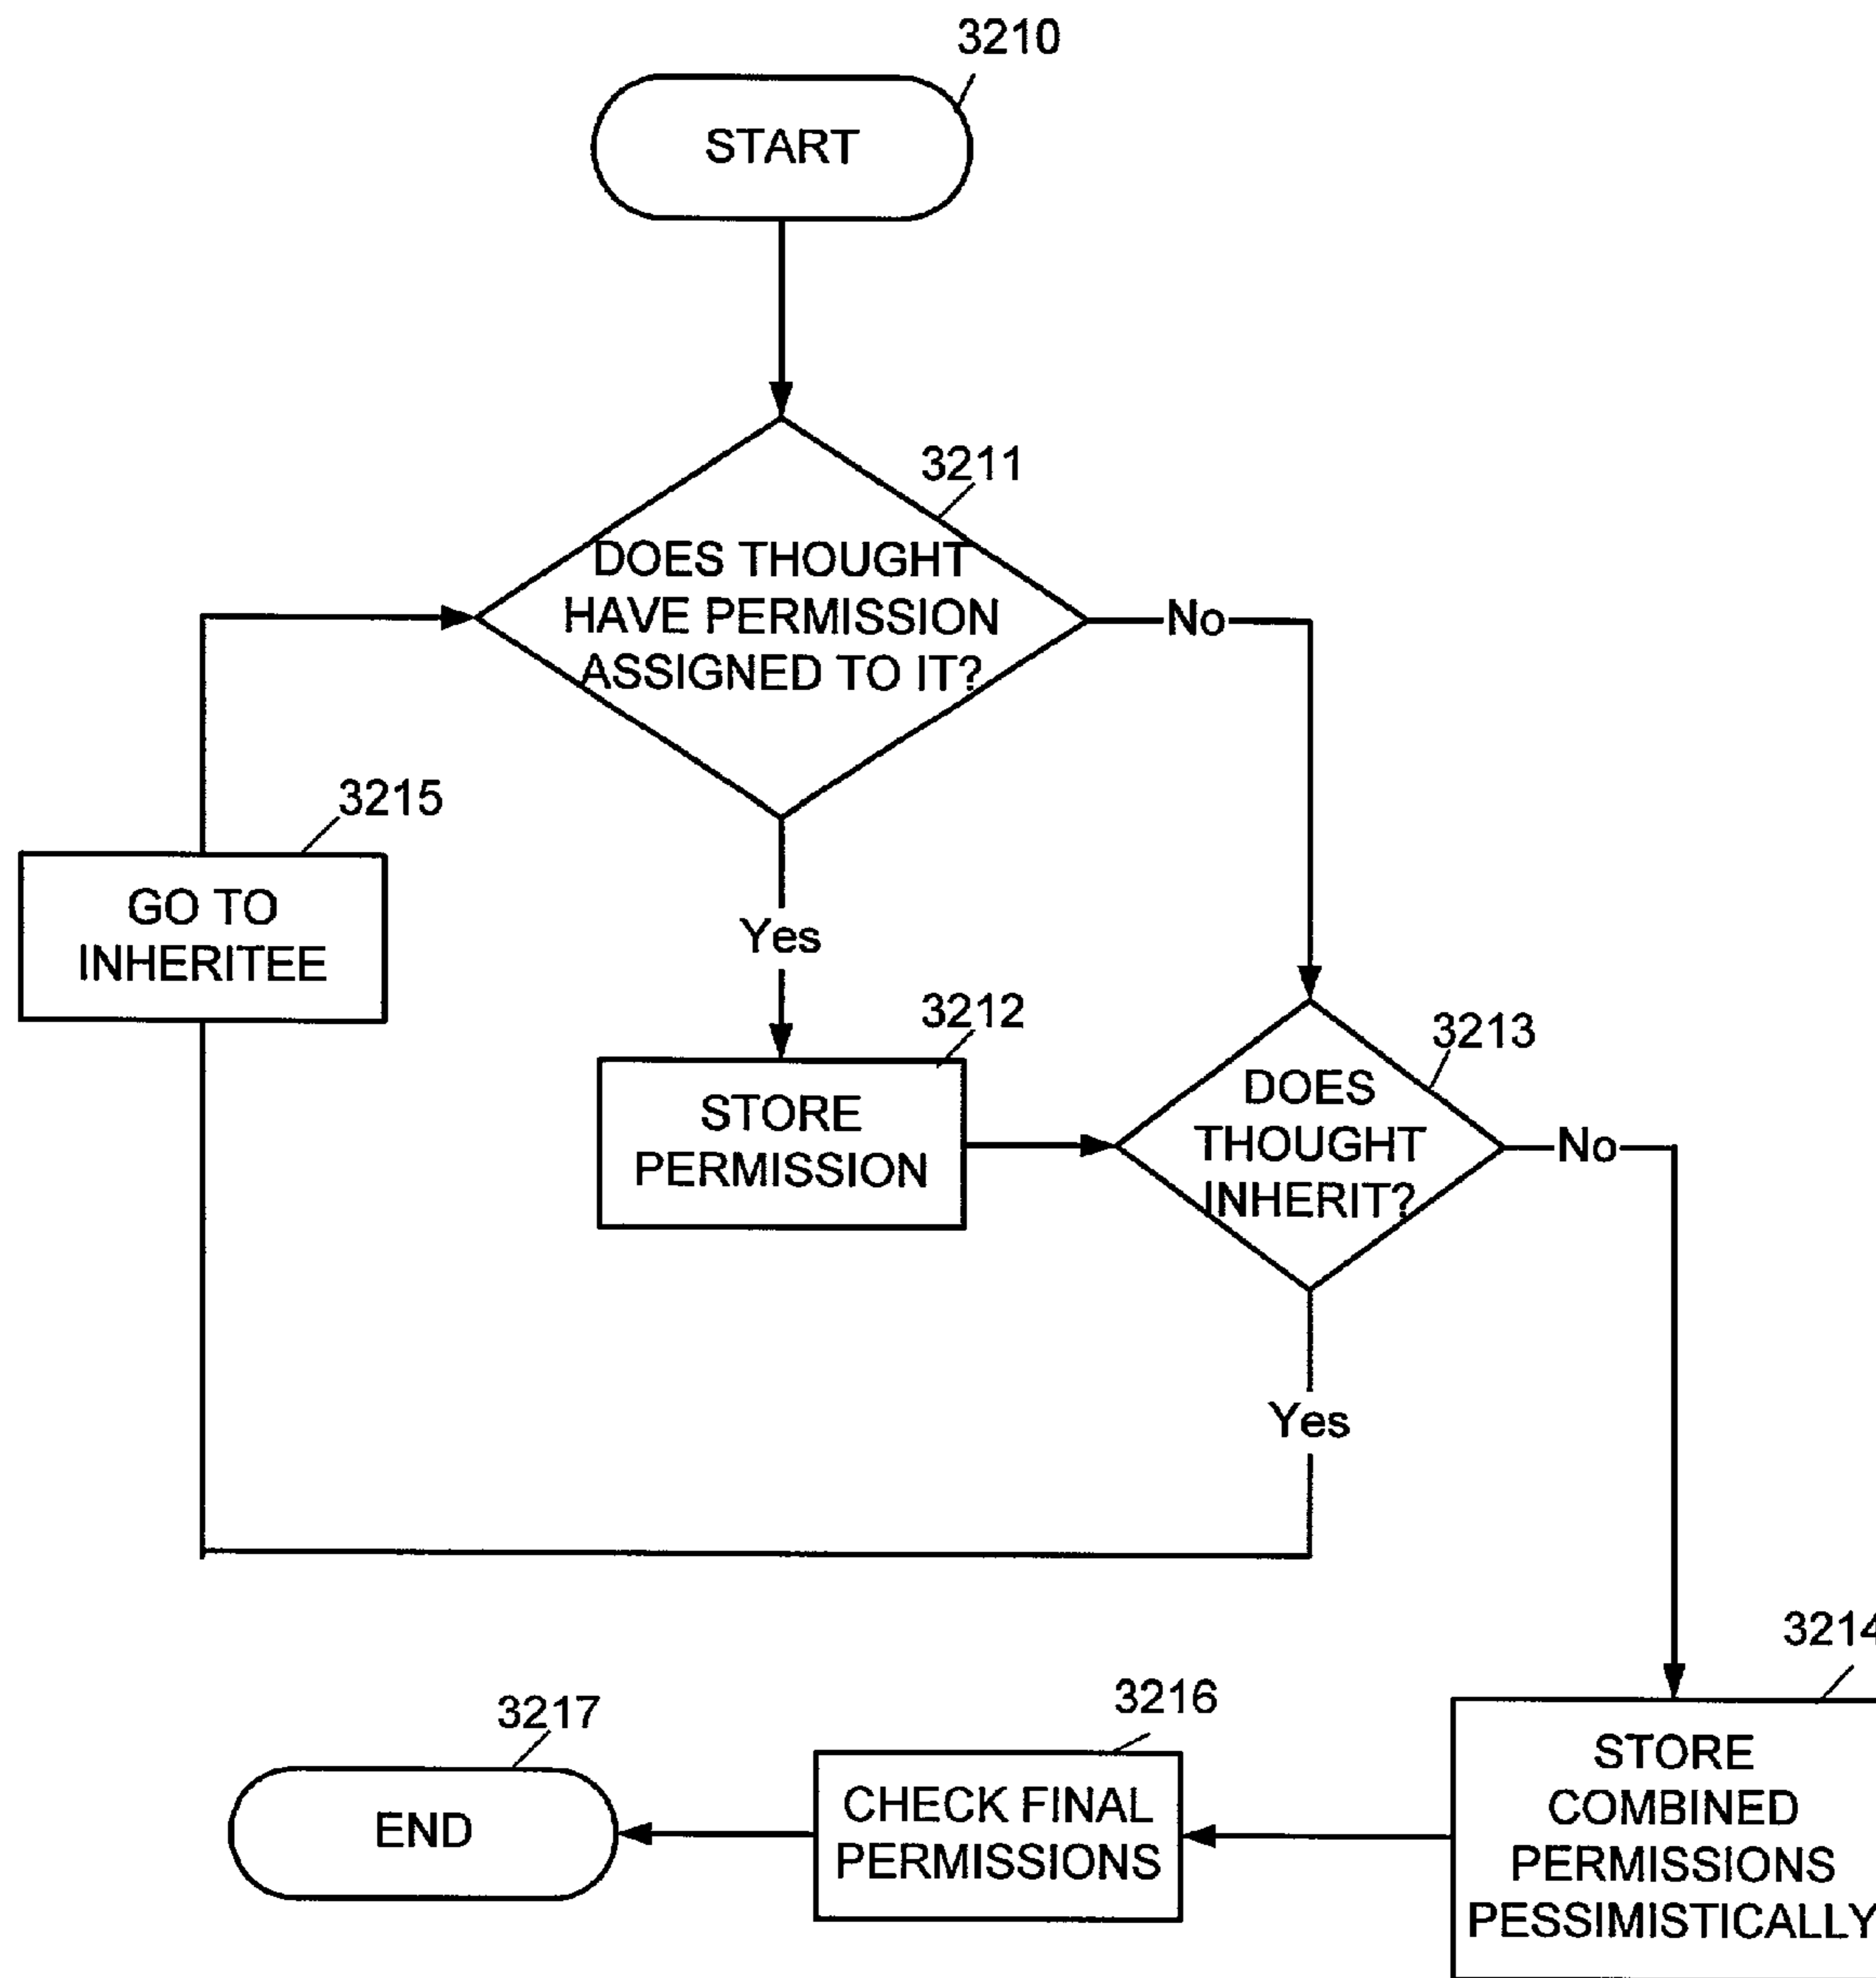 3210
START
3211
DOES THOUGHT
HAVE PERMISSION
ASSIGNED TO IT?
No
3215
GO TO
INHERITEE
Yes
3212
STORE
PERMISSION
3213
DOES
THOUGHT
INHERIT?
No
Yes
3214
STORE
COMBINED
PERMISSIONS
PESSIMISTICALLY
3216
CHECK FINAL
PERMISSIONS
3217
END